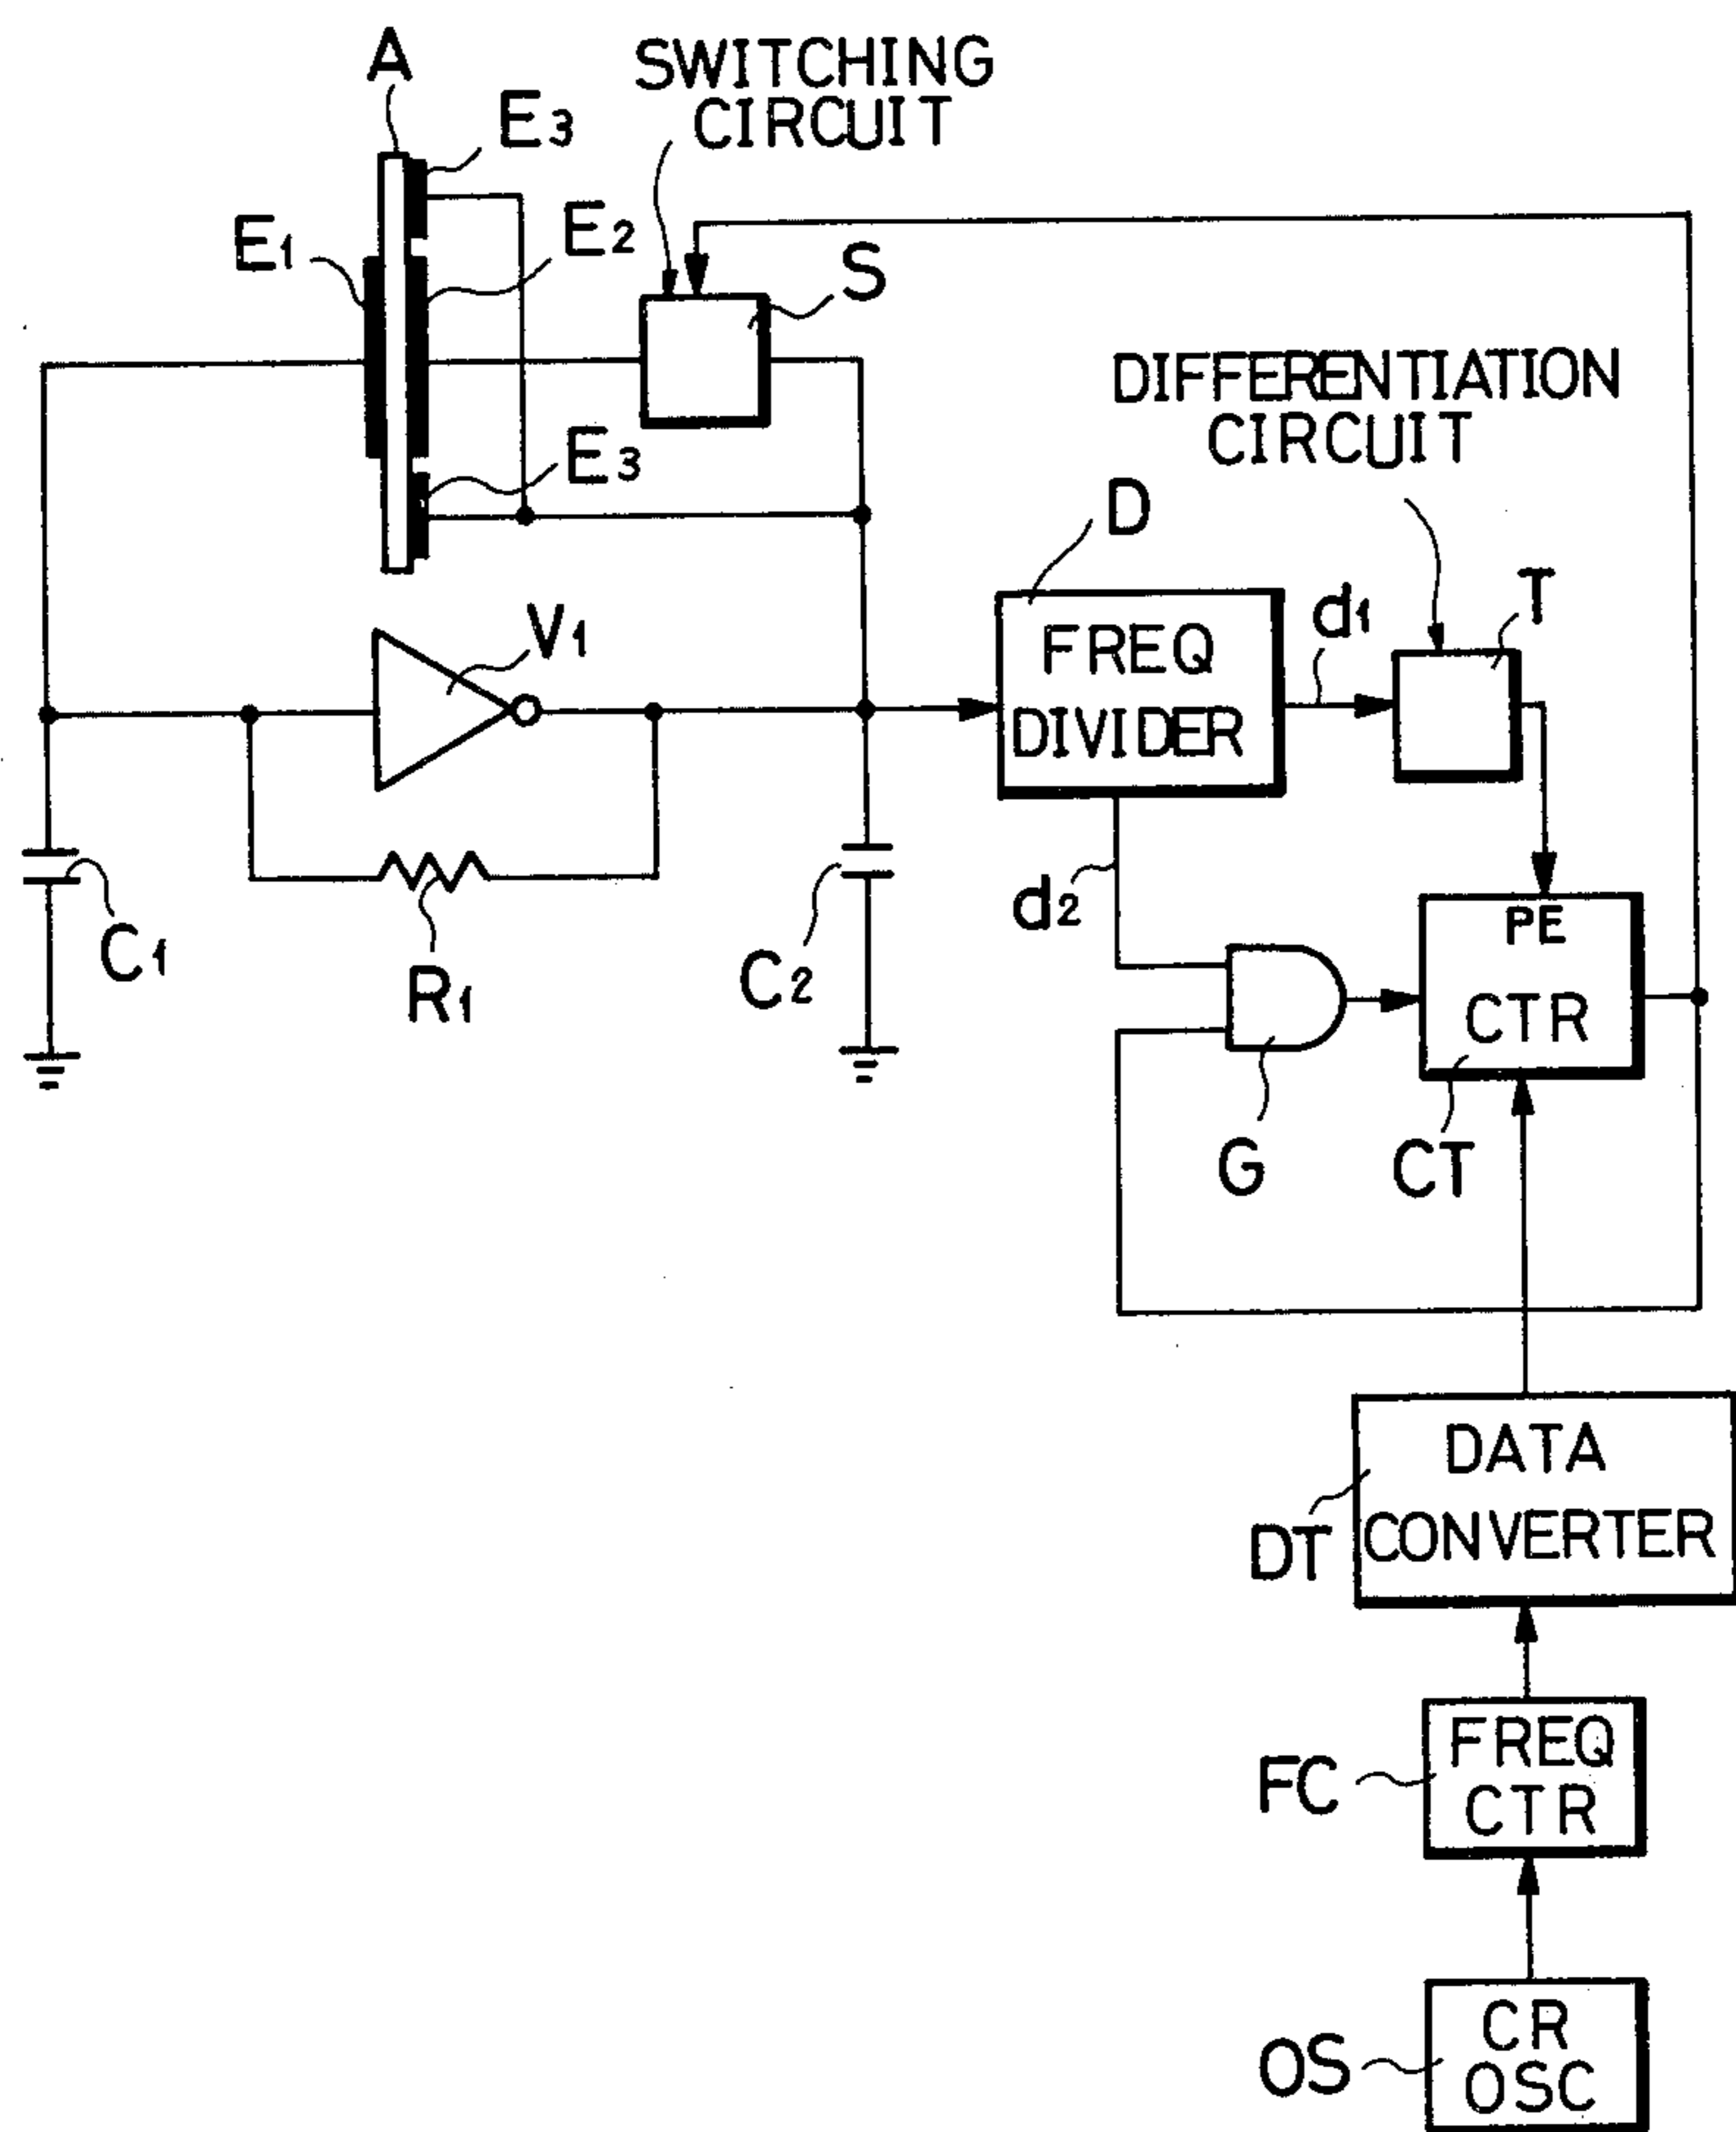 A
SWITCHING
CIRCUIT
E3
E1
E2
S
DIFFERENTIATION
CIRCUIT
E3
D
V1
FREQ
DIVIDER
d1
T
C1
R1
C2
d2
PE
CTR
G
CT
DATA
CONVERTER
DT
FREQ
CTR
FC
CR
OSC
OS